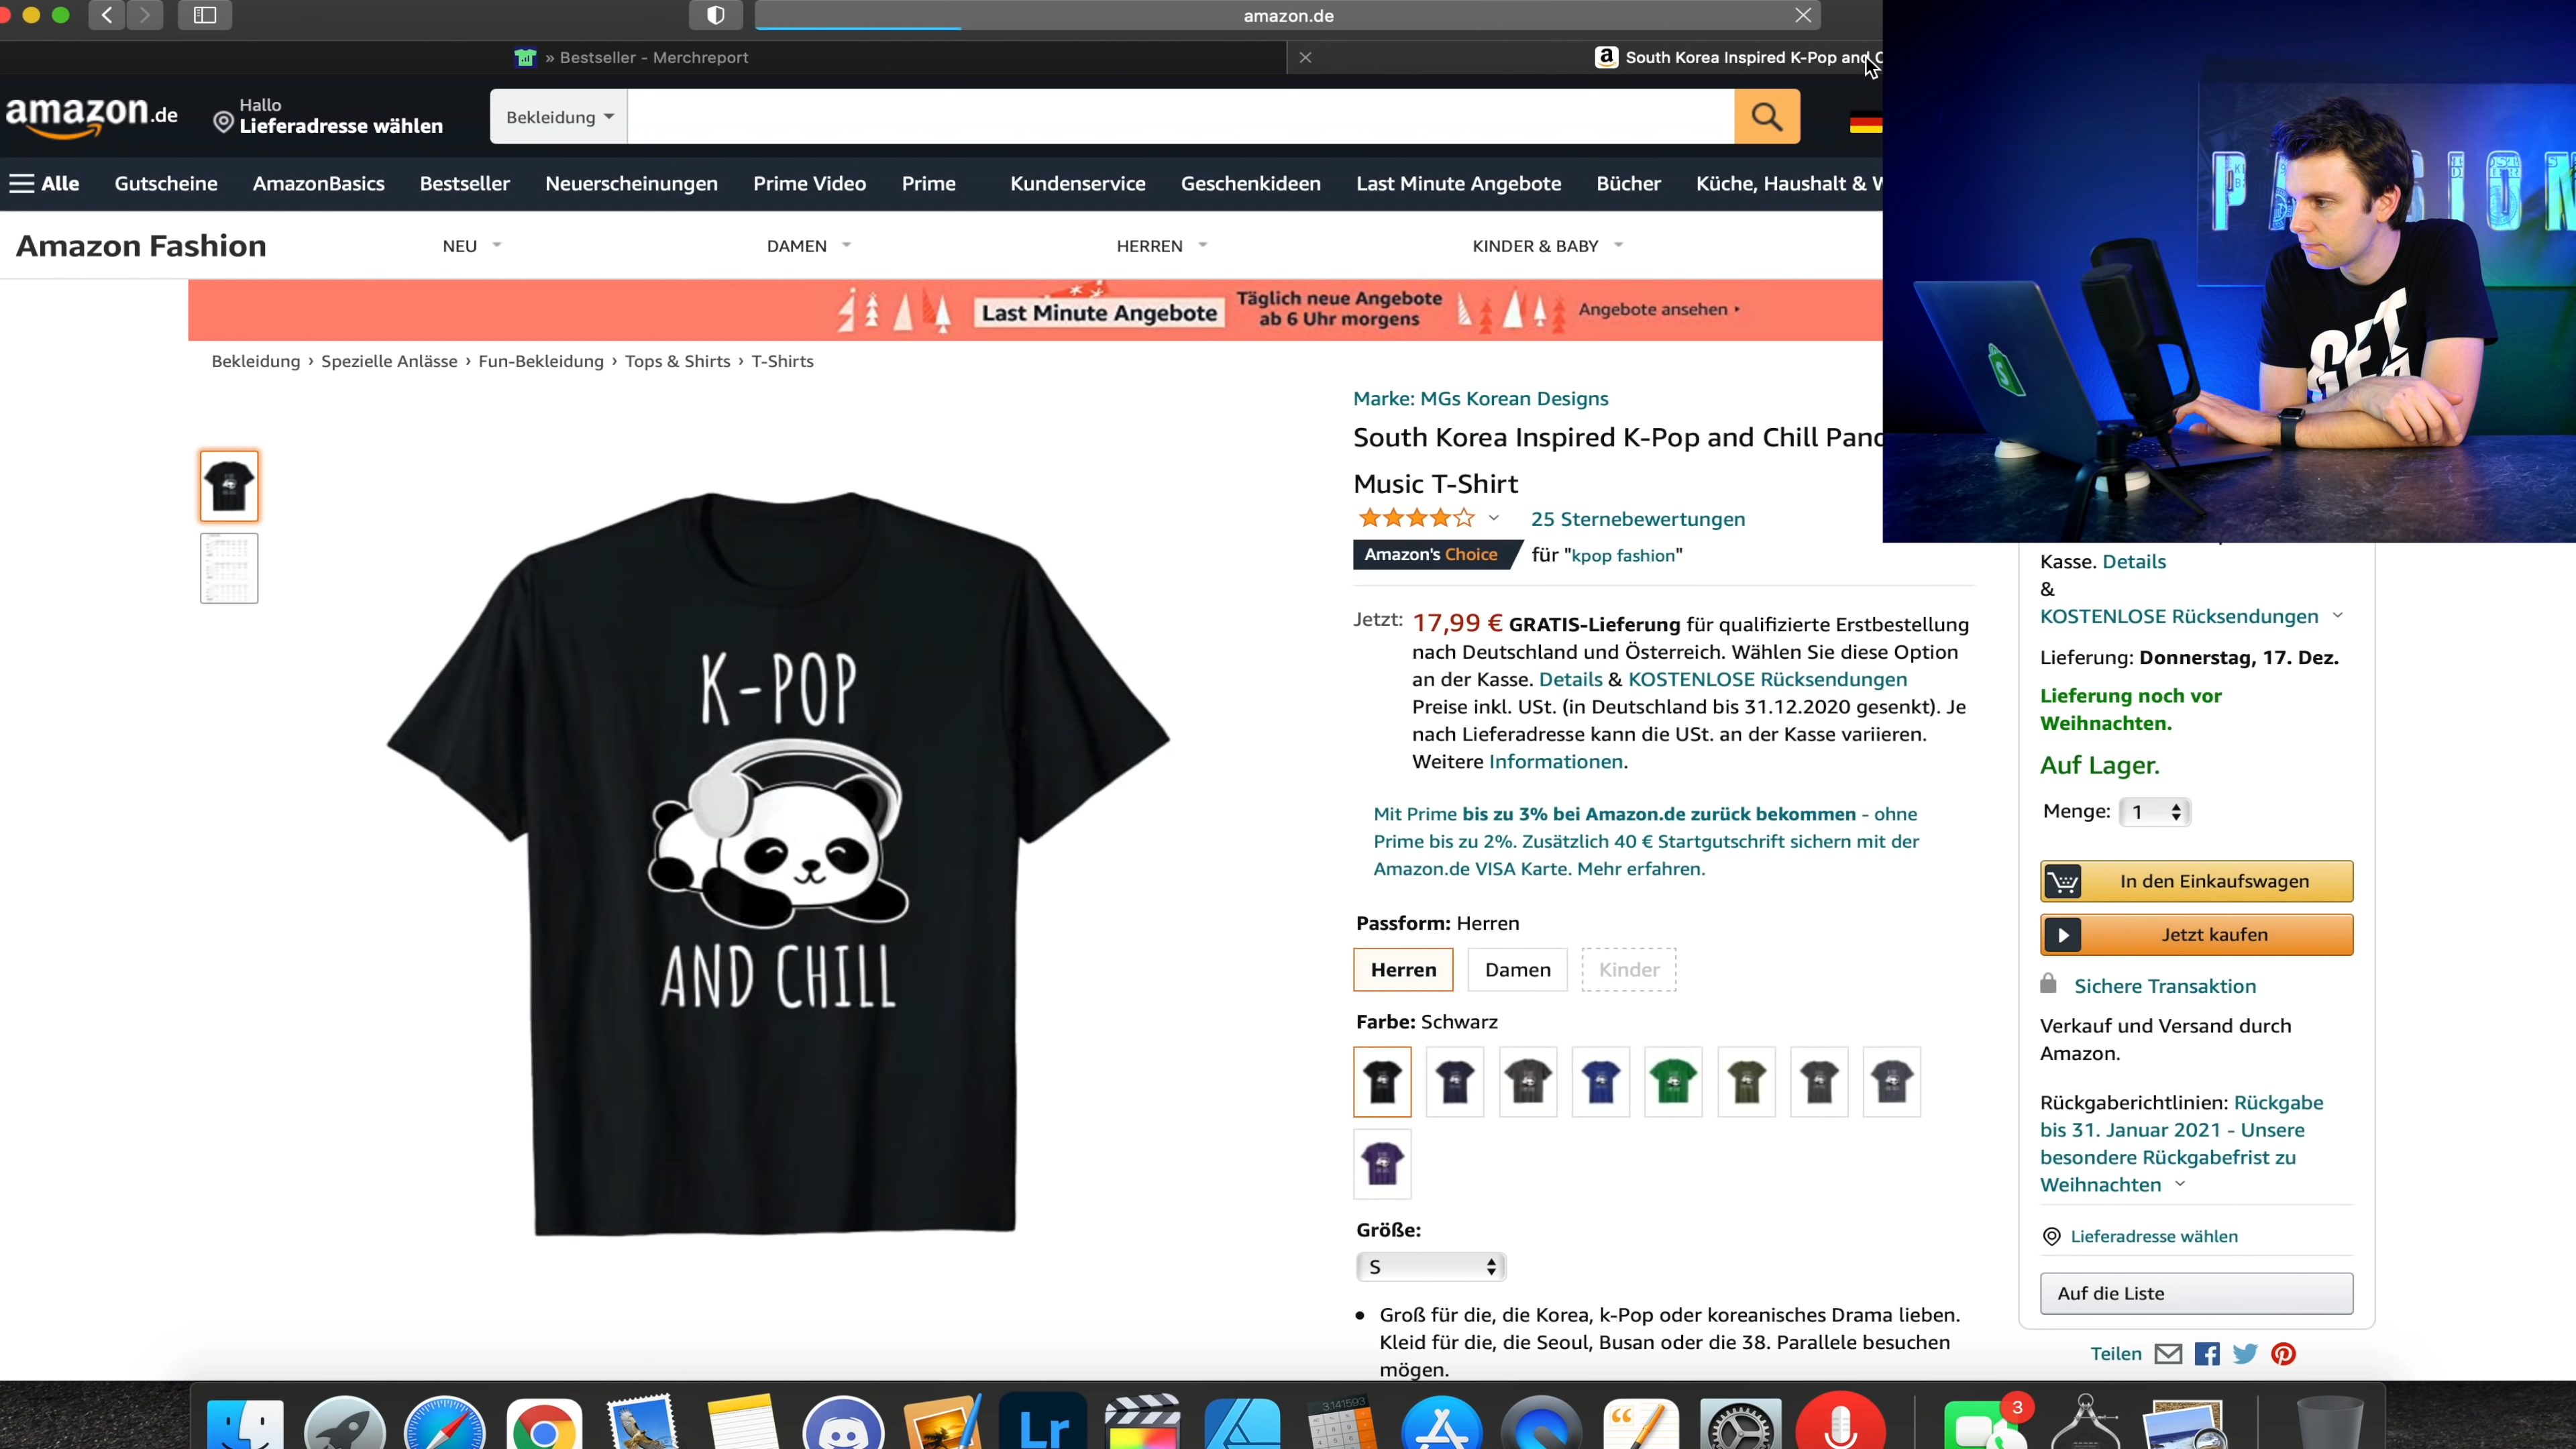 amazon.de
» Bestseller - Merchreport
South Korea Inspired K-Pop and C
amazon.de
Hallo
Lieferadresse wählen
Bekleidung
Alle
Gutscheine
AmazonBasics
Bestseller
Neuerscheinungen
Prime Video
Prime
Kundenservice
Geschenkideen
Last Minute Angebote
Bücher
Küche, Haushalt & W
Amazon Fashion
NEU
DAMEN
HERREN
KINDER & BABY
Last Minute Angebote
Täglich neue Angebote
ab 6 Uhr morgens
Angebote ansehen
Bekleidung › Spezielle Anlässe › Fun-Bekleidung › Tops & Shirts › T-Shirts
K-POP
AND CHILL
Marke: MGs Korean Designs
South Korea Inspired K-Pop and Chill Pand
Music T-Shirt
25 Sternebewertungen
Amazon's Choice für "kpop fashion"
Jetzt: 17,99 € GRATIS-Lieferung für qualifizierte Erstbestellung
nach Deutschland und Österreich. Wählen Sie diese Option
an der Kasse. Details & KOSTENLOSE Rücksendungen
Preise inkl. USt. (in Deutschland bis 31.12.2020 gesenkt). Je
nach Lieferadresse kann die USt. an der Kasse variieren.
Weitere Informationen.
Mit Prime bis zu 3% bei Amazon.de zurück bekommen - ohne
Prime bis zu 2%. Zusätzlich 40 € Startgutschrift sichern mit der
Amazon.de VISA Karte. Mehr erfahren.
Passform: Herren
Herren
Damen
Kinder
Farbe: Schwarz
Größe:
S
• Groß für die, die Korea, k-Pop oder koreanisches Drama lieben.
Kleid für die, die Seoul, Busan oder die 38. Parallele besuchen
mögen.
Kasse. Details
&
KOSTENLOSE Rücksendungen
Lieferung: Donnerstag, 17. Dez.
Lieferung noch vor
Weihnachten.
Auf Lager.
Menge: 1
In den Einkaufswagen
Jetzt kaufen
Sichere Transaktion
Verkauf und Versand durch
Amazon.
Rückgaberichtlinien: Rückgabe
bis 31. Januar 2021 - Unsere
besondere Rückgabefrist zu
Weihnachten
Lieferadresse wählen
Auf die Liste
Teilen
Lr
3.141593
3